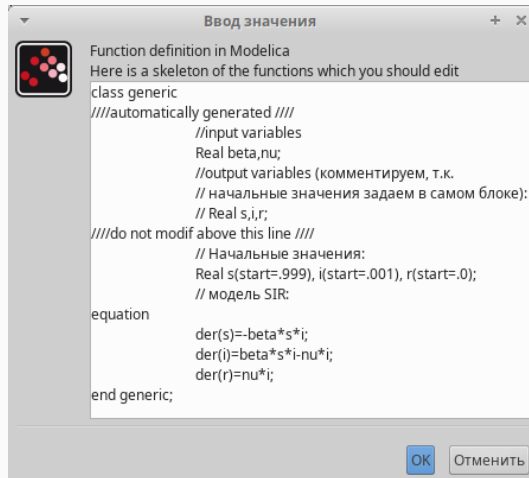 Ввод значения
Function definition in Modelica
Here is a skeleton of the functions which you should edit
class generic
////automatically generated ////
//input variables
Real beta,nu;
//output variables (комментируем, т.к.
// начальные значения задаем в самом блоке):
// Real s,i,r;
////do not modif above this line ////
// Начальные значения:
Real s(start=.999), i(start=.001), r(start=.0);
// модель SIR:
equation
der(s)=-beta*s*i;
der(i)=beta*s*i-nu*i;
der(r)=nu*i;
end generic;
OK
Отменить